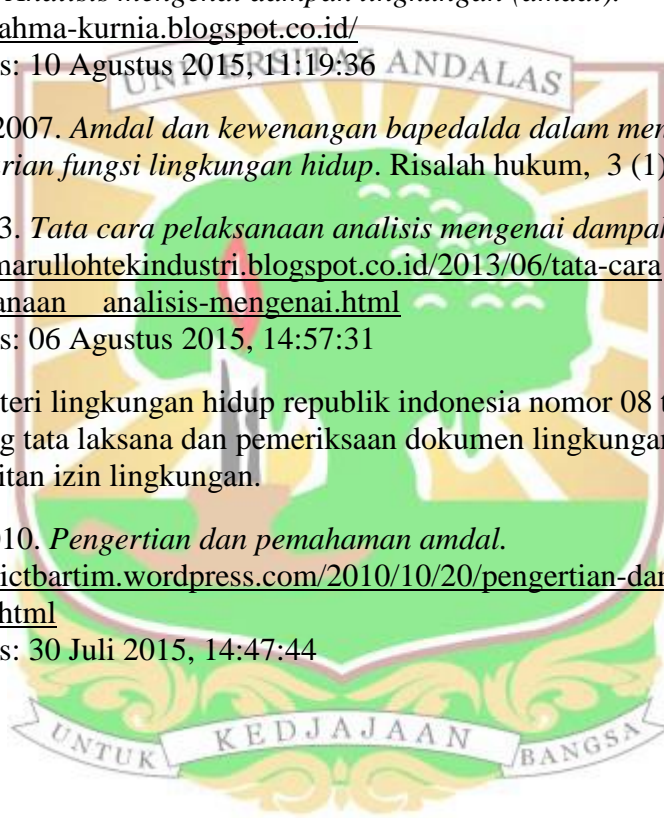 Analisis mengenai dampak lingkungan (amdal).
ahma-kurnia.blogspot.co.id/
s: 10 Agustus 2015, 11:19:36
UNIVERSITAS ANDALAS
2007. Amdal dan kewenangan bapedalda dalam men
rian fungsi lingkungan hidup. Risalah hukum, 3 (1)
3. Tata cara pelaksanaan analisis mengenai dampak
marullohtekindustri.blogspot.co.id/2013/06/tata-cara
anaan analisis-mengenai.html
s: 06 Agustus 2015, 14:57:31
teri lingkungan hidup republik indonesia nomor 08 t
g tata laksana dan pemeriksaan dokumen lingkungan
itan izin lingkungan.
10. Pengertian dan pemahaman amdal.
ictbartim.wordpress.com/2010/10/20/pengertian-dan
html
s: 30 Juli 2015, 14:47:44
UNTUK KEDJAJAAN BANGSA